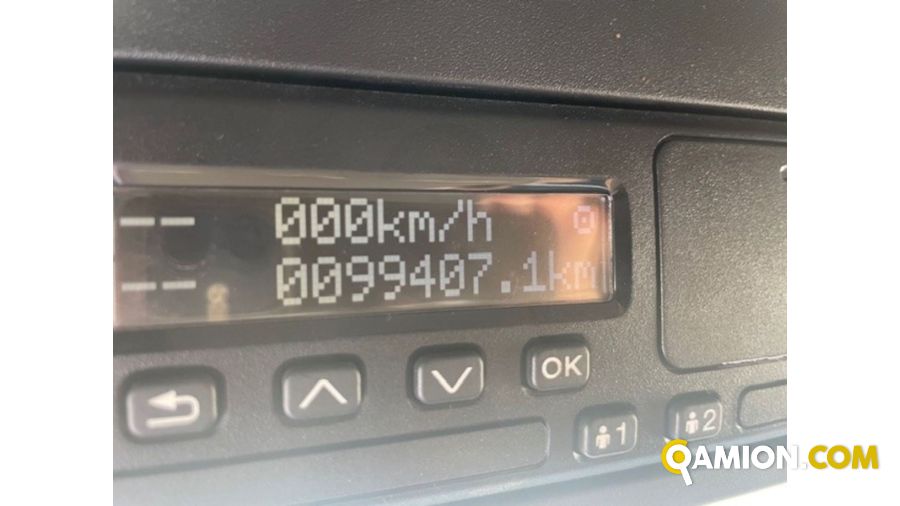 -- 000km/h
-- 0099407.1km
OK
1 2
QAMION.COM